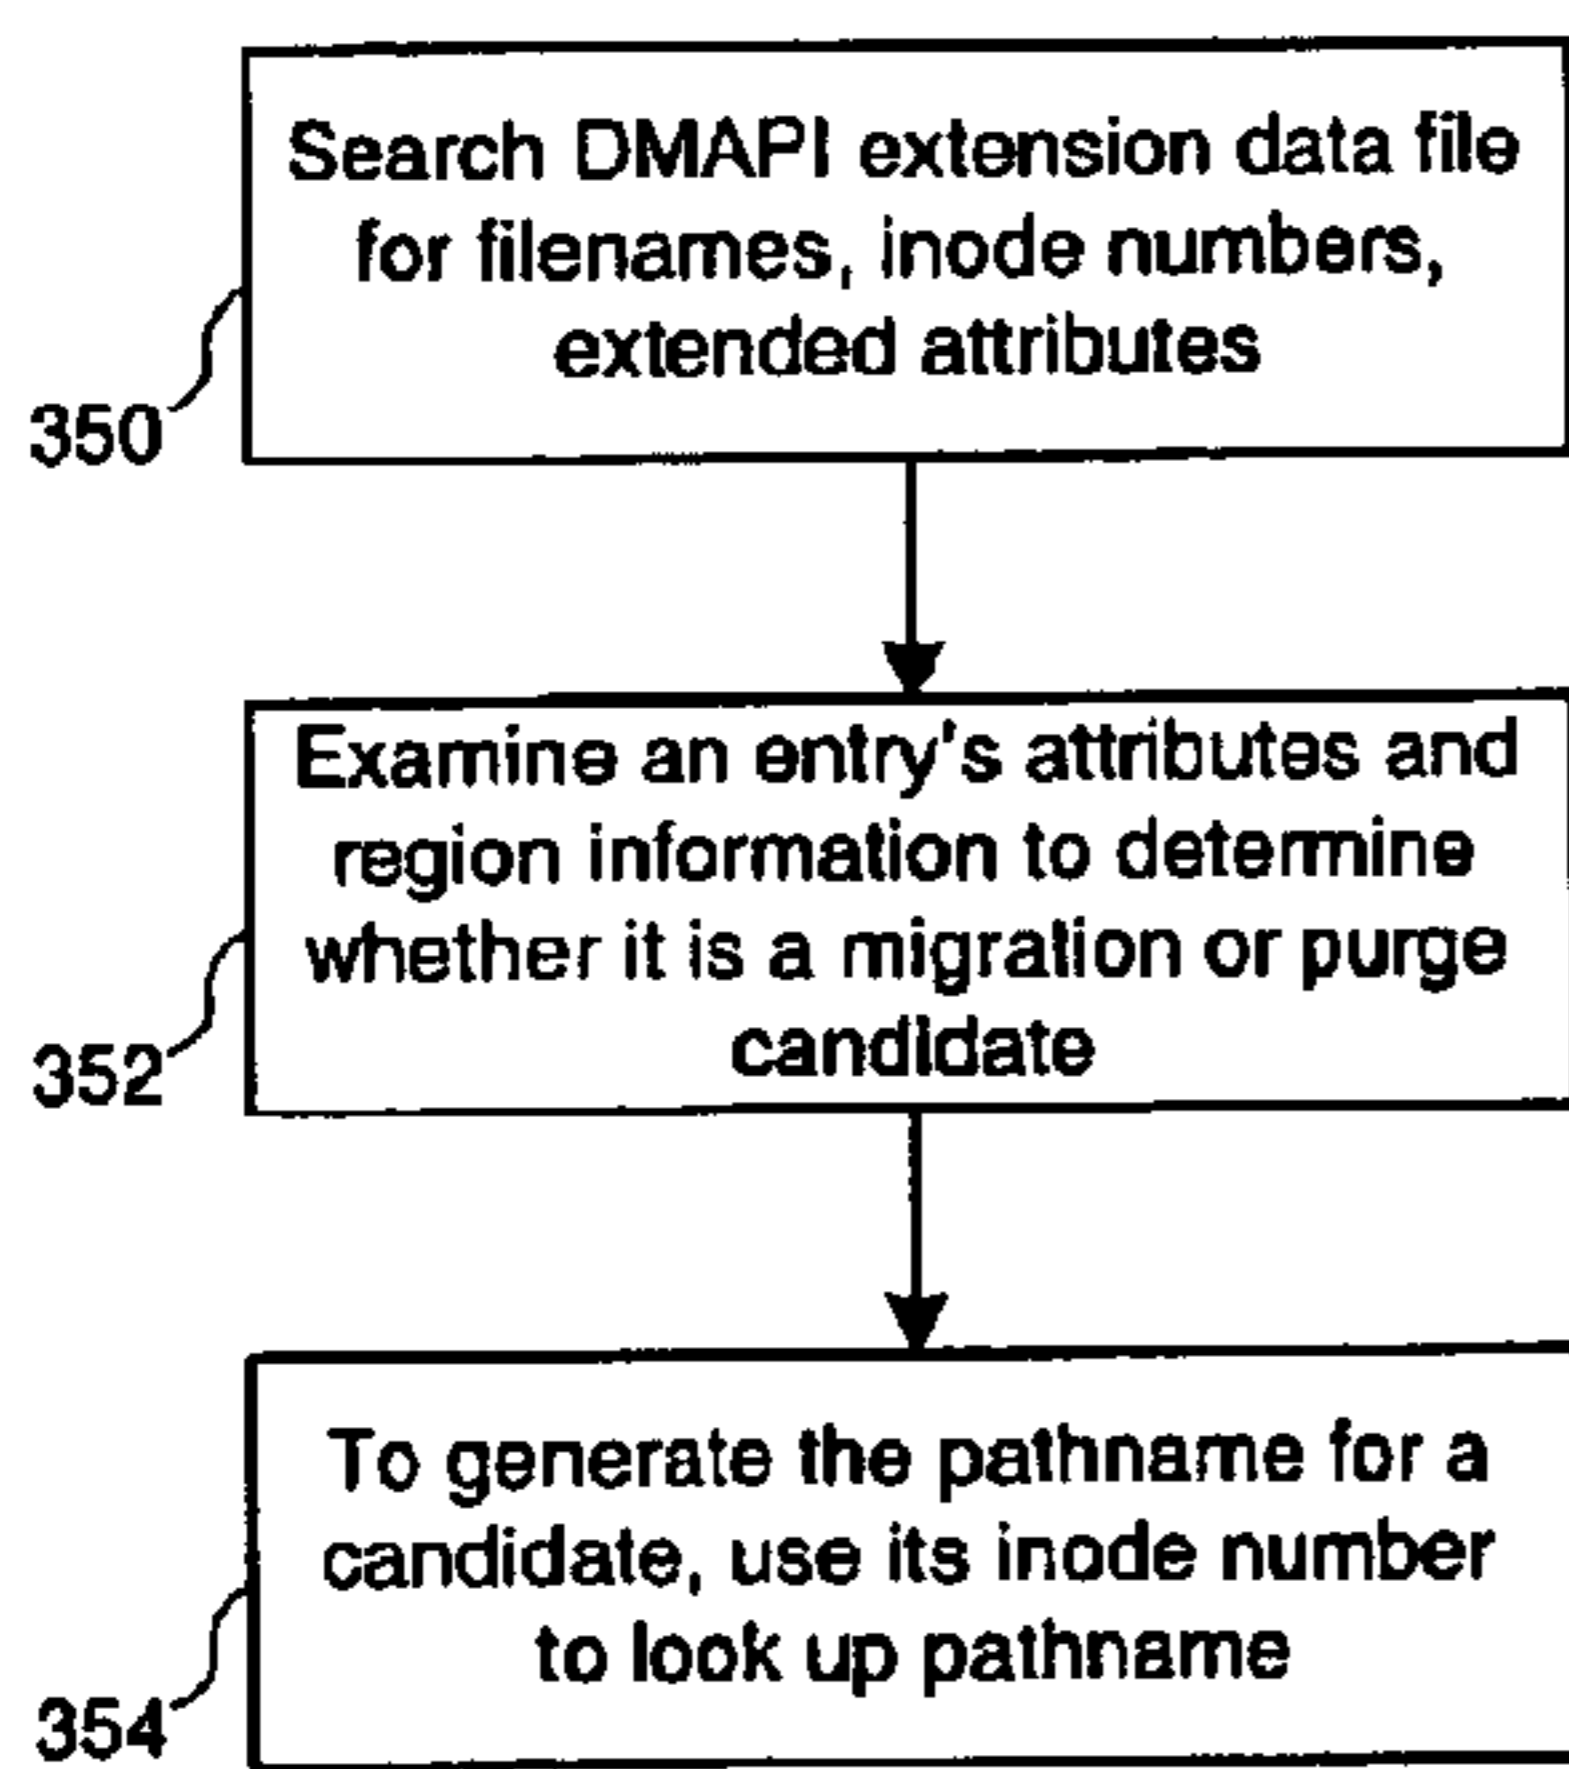 Search DMAPI extension data file
for filenames, inode numbers,
extended attributes
350
Examine an entry's attributes and
region information to determine
whether it is a migration or purge
candidate
352
To generate the pathname for a
candidate, use its inode number
to look up pathname
354